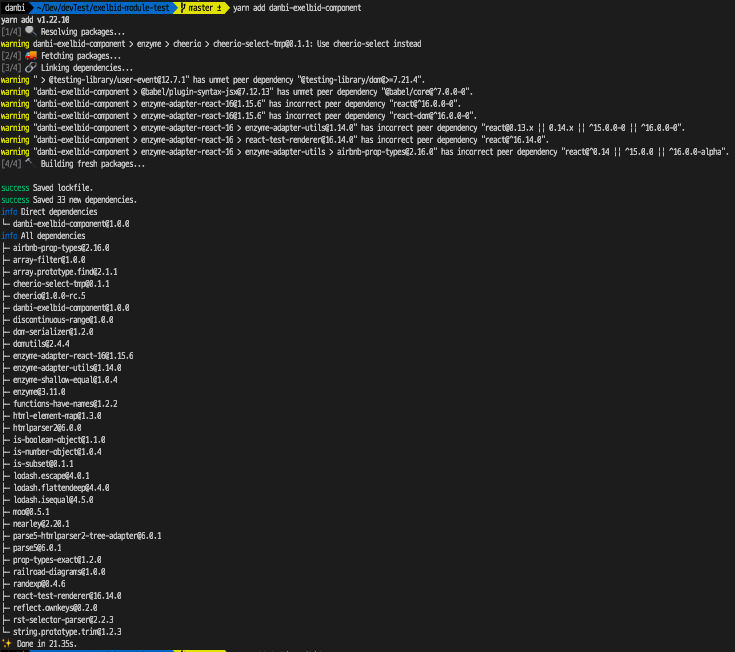 danbi ~/Dev/devTest/exelbid-module-test master ± yarn add danbi-exelbid-component
yarn add v1.22.10
[1/4] 🔍 Resolving packages...
warning danbi-exelbid-component > enzyme > cheerio > cheerio-select-tmp@0.1.1: Use cheerio-select instead
[2/4] 🚚 Fetching packages...
[3/4] 🔗 Linking dependencies...
warning " > @testing-library/user-event@12.7.1" has unmet peer dependency "@testing-library/dom@>=7.21.4".
warning "danbi-exelbid-component > @babel/plugin-syntax-jsx@7.12.13" has unmet peer dependency "@babel/core@^7.0.0-0".
warning "danbi-exelbid-component > enzyme-adapter-react-16@1.15.6" has incorrect peer dependency "react@^16.0.0-0".
warning "danbi-exelbid-component > enzyme-adapter-react-16@1.15.6" has incorrect peer dependency "react-dom@^16.0.0-0".
warning "danbi-exelbid-component > enzyme-adapter-react-16 > enzyme-adapter-utils@1.14.0" has incorrect peer dependency "react@0.13.x || 0.14.x || ^15.0.0-0 || ^16.0.0-0".
warning "danbi-exelbid-component > enzyme-adapter-react-16 > react-test-renderer@16.14.0" has incorrect peer dependency "react@^16.14.0".
warning "danbi-exelbid-component > enzyme-adapter-react-16 > enzyme-adapter-utils > airbnb-prop-types@2.16.0" has incorrect peer dependency "react@^0.14 || ^15.0.0 || ^16.0.0-alpha".
[4/4] 🔨 Building fresh packages...
success Saved lockfile.
success Saved 33 new dependencies.
info Direct dependencies
└─ danbi-exelbid-component@1.0.0
info All dependencies
├─ airbnb-prop-types@2.16.0
├─ array-filter@1.0.0
├─ array.prototype.find@2.1.1
├─ cheerio-select-tmp@0.1.1
├─ cheerio@1.0.0-rc.5
├─ danbi-exelbid-component@1.0.0
├─ discontinuous-range@1.0.0
├─ dom-serializer@1.2.0
├─ domutils@2.4.4
├─ enzyme-adapter-react-16@1.15.6
├─ enzyme-adapter-utils@1.14.0
├─ enzyme-shallow-equal@1.0.4
├─ enzyme@3.11.0
├─ functions-have-names@1.2.2
├─ html-element-map@1.3.0
├─ htmlparser2@6.0.0
├─ is-boolean-object@1.1.0
├─ is-number-object@1.0.4
├─ is-subset@0.1.1
├─ lodash.escape@4.0.1
├─ lodash.flattendeep@4.4.0
├─ lodash.isequal@4.5.0
├─ moo@0.5.1
├─ nearley@2.20.1
├─ parse5-htmlparser2-tree-adapter@6.0.1
├─ parse5@6.0.1
├─ prop-types-exact@1.2.0
├─ railroad-diagrams@1.0.0
├─ randexp@0.4.6
├─ react-test-renderer@16.14.0
├─ reflect.ownkeys@0.2.0
├─ rst-selector-parser@2.2.3
└─ string.prototype.trim@1.2.3
✨ Done in 21.35s.